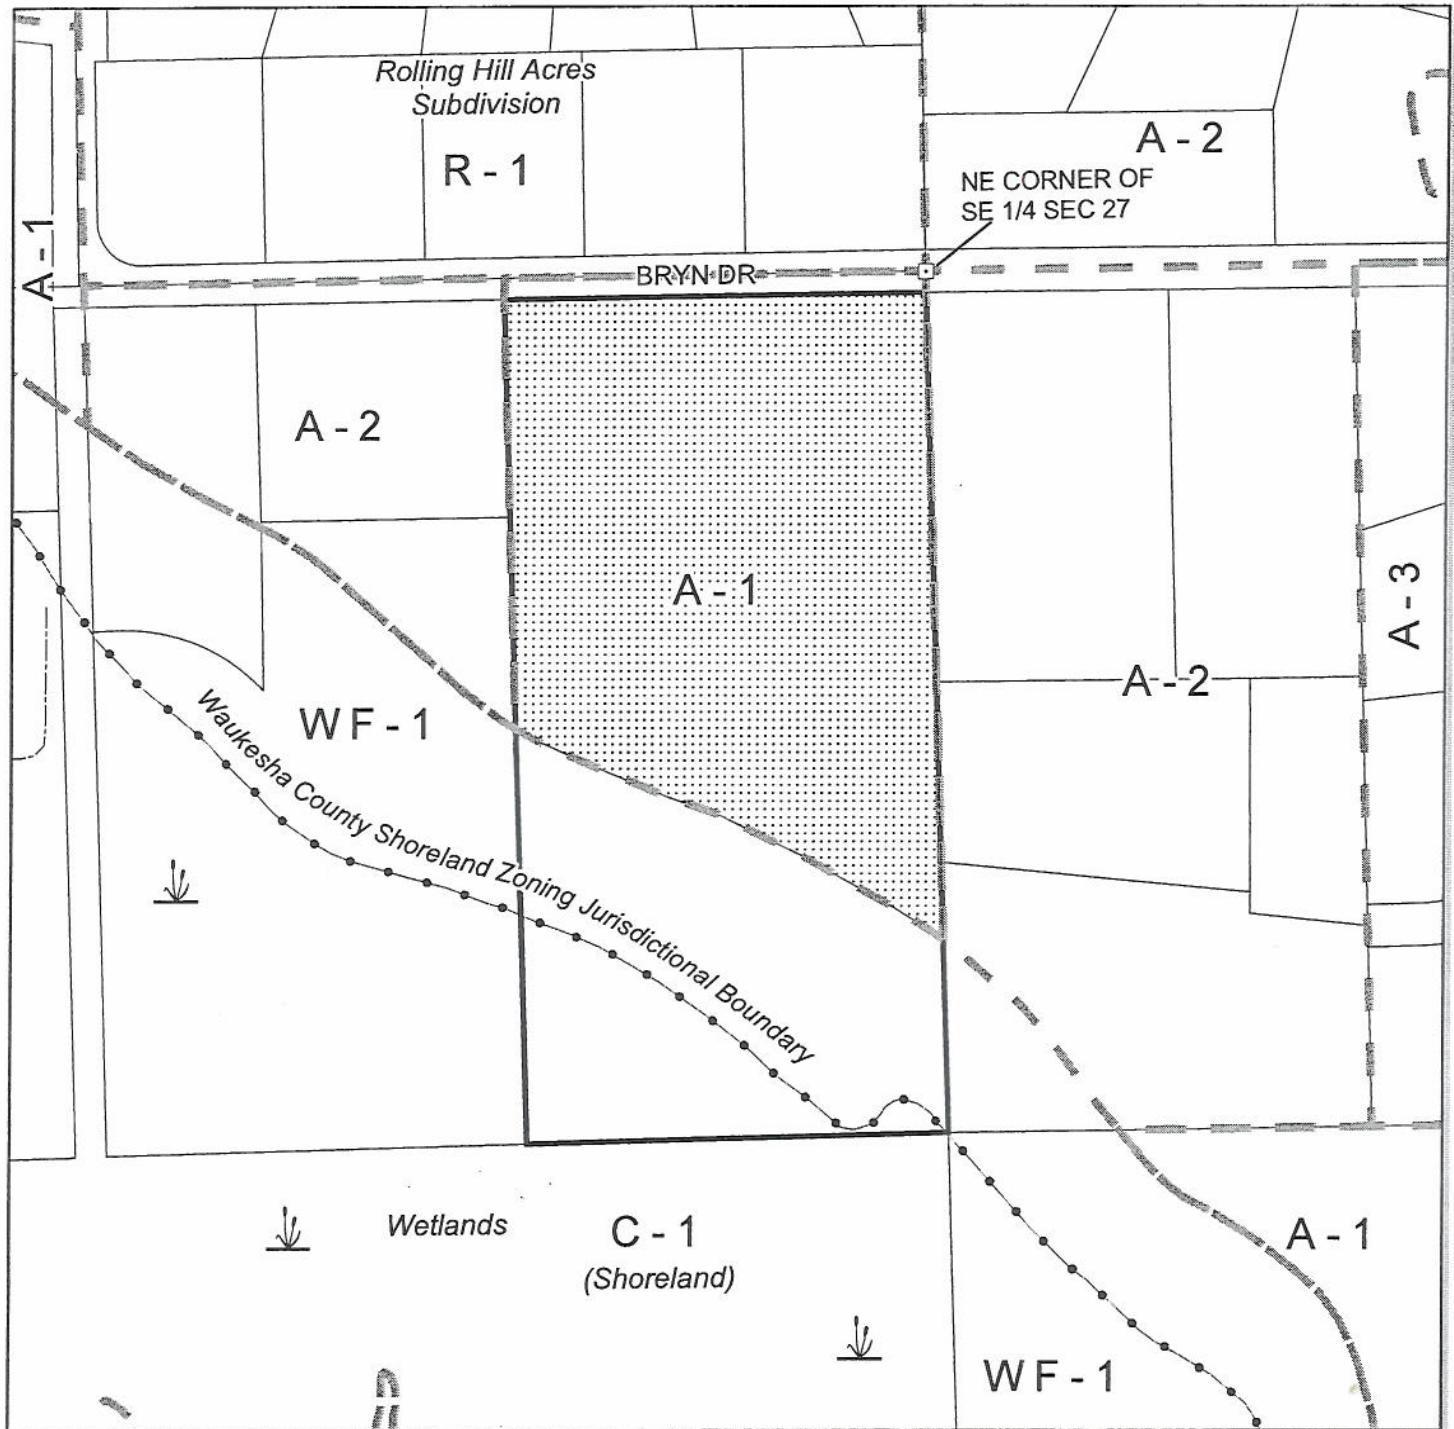 Rolling Hill Acres
Subdivision
R - 1
A - 2
NE CORNER OF
SE 1/4 SEC 27
A - 1
BRYN DR
A - 2
A - 1
A - 3
A - 2
WF - 1
Waukesha County Shoreland Zoning Jurisdictional Boundary
Wetlands
C - 1
(Shoreland)
A - 1
WF - 1